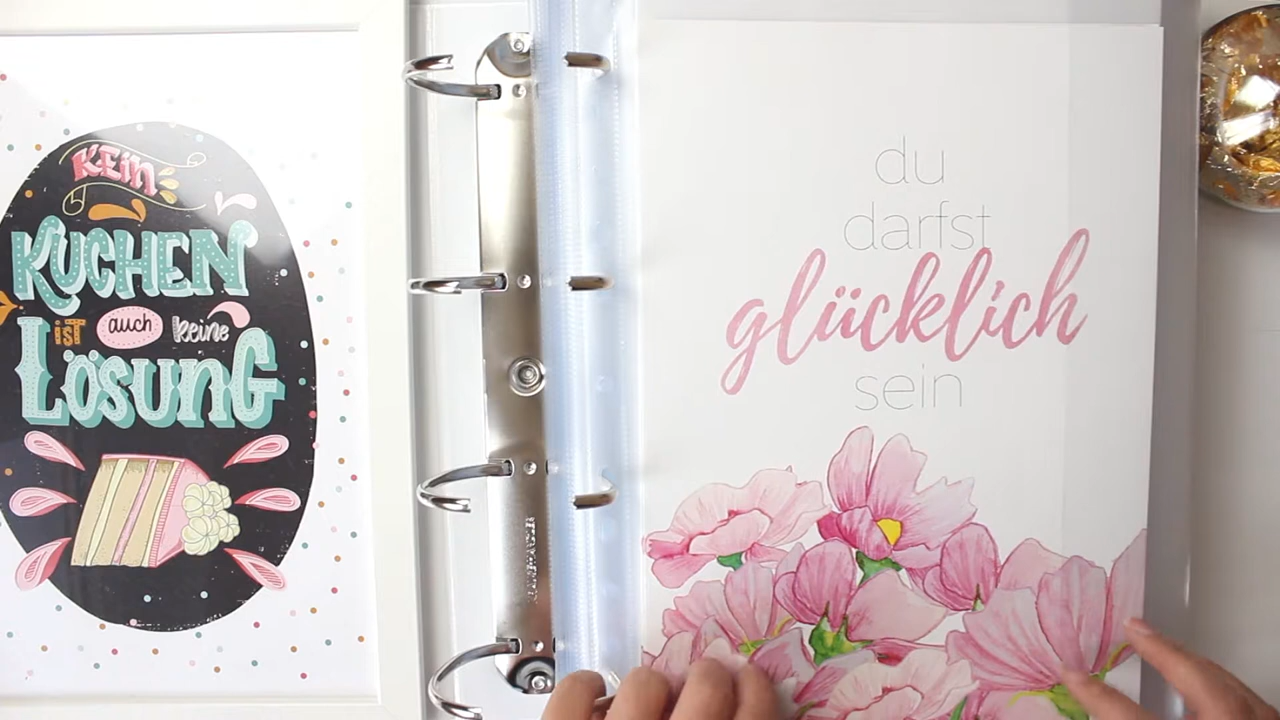 KEIN
KUCHEN
IST auch keine
LÖSUNG
du
darfst
glücklich
sein